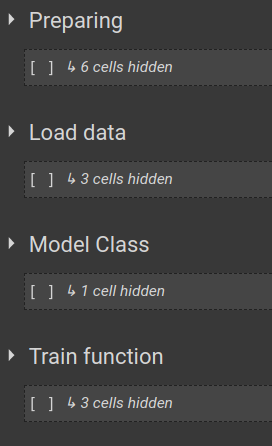 Preparing
[ ] ↳ 6 cells hidden
Load data
[ ] ↳ 3 cells hidden
Model Class
[ ] ↳ 1 cell hidden
Train function
[ ] ↳ 3 cells hidden